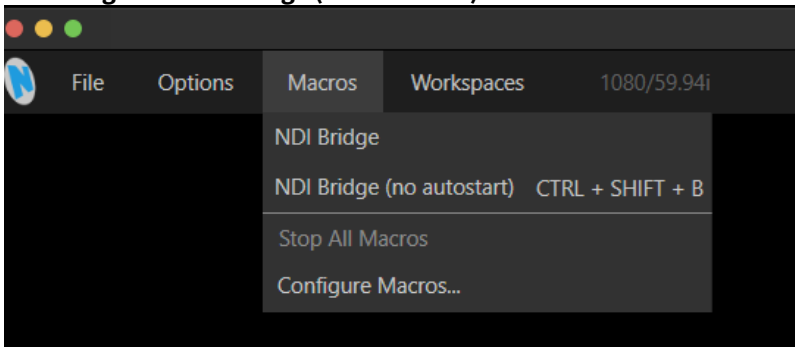 N File Options Macros Workspaces 1080/59.94i
NDI Bridge
NDI Bridge (no autostart) CTRL + SHIFT + B
Stop All Macros
Configure Macros...